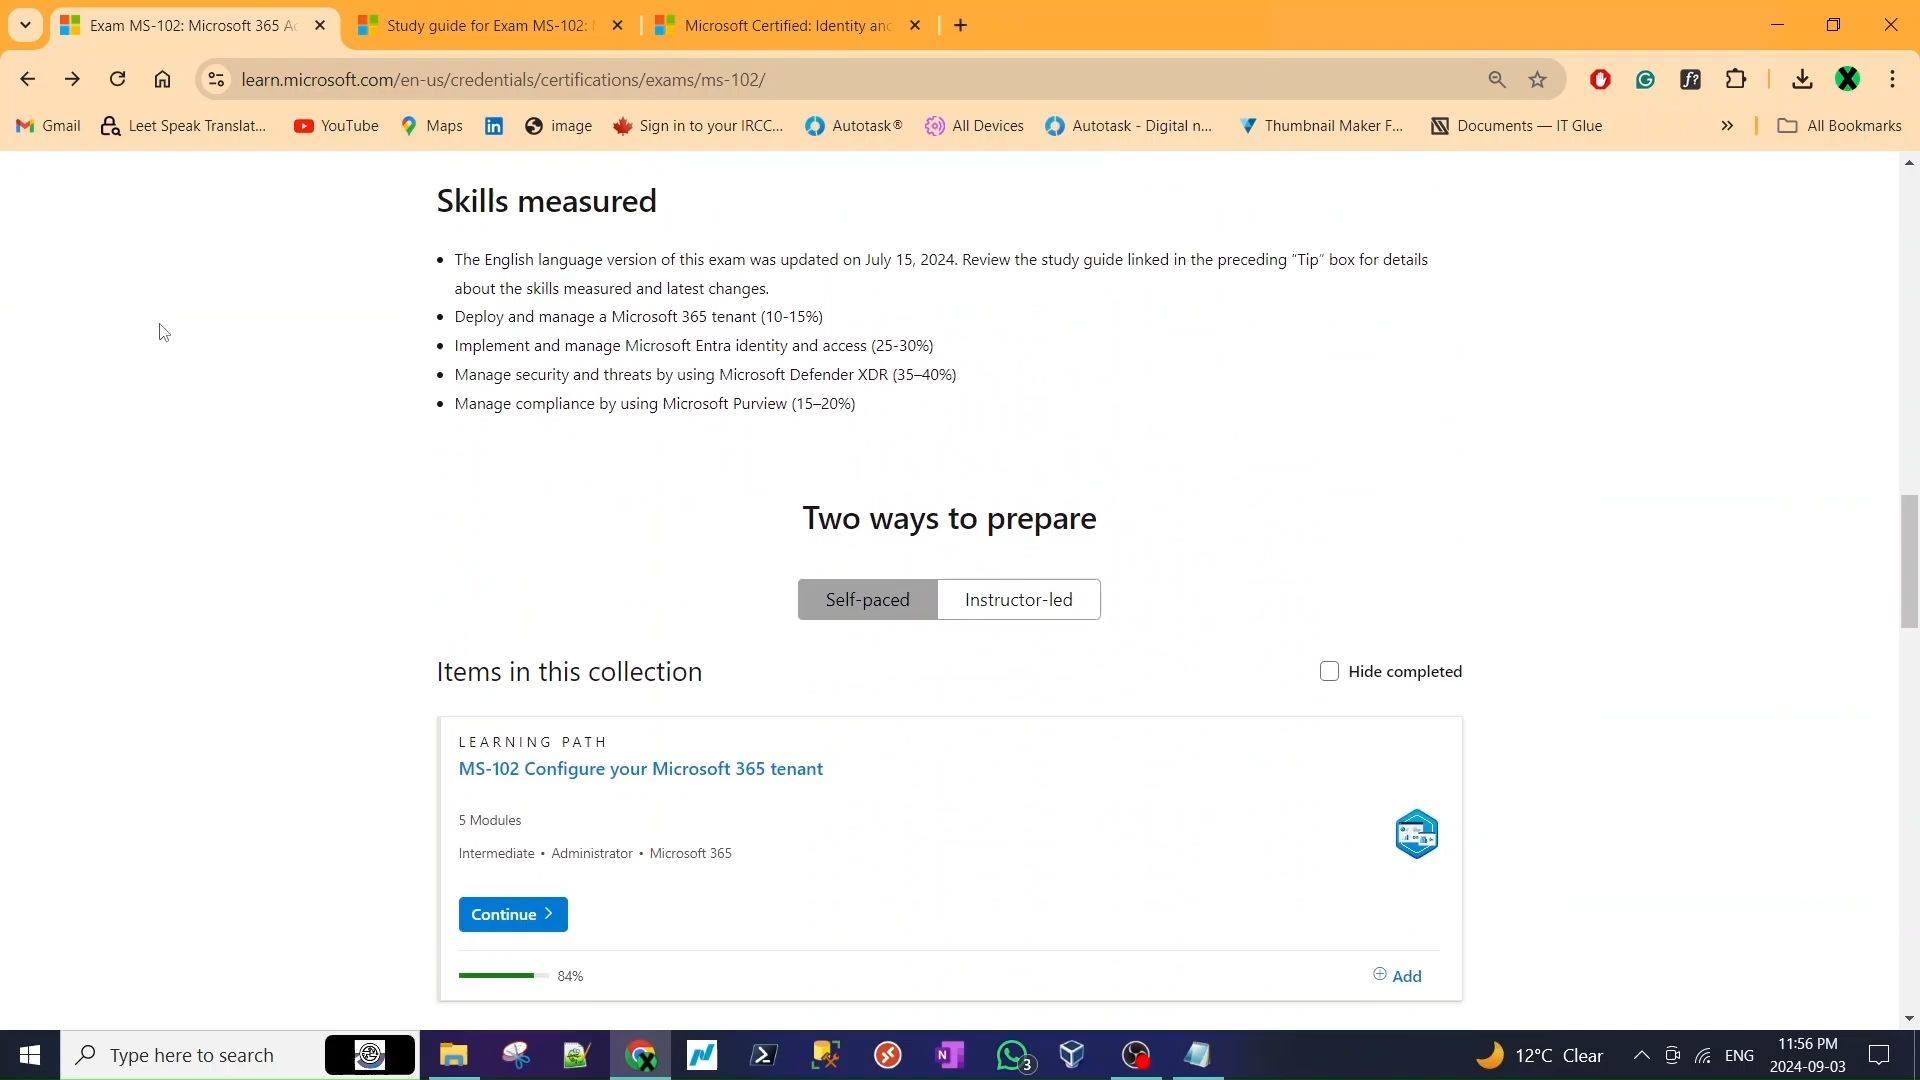 Exam MS-102: Microsoft 365 Ac
Study guide for Exam MS-102:
Microsoft Certified: Identity and
learn.microsoft.com/en-us/credentials/certifications/exams/ms-102/
Gmail
Leet Speak Translat...
YouTube
Maps
image
Sign in to your IRCC...
Autotask®
All Devices
Autotask - Digital n...
Thumbnail Maker F...
Documents — IT Glue
All Bookmarks
Skills measured
• The English language version of this exam was updated on July 15, 2024. Review the study guide linked in the preceding “Tip” box for details
about the skills measured and latest changes.
• Deploy and manage a Microsoft 365 tenant (10-15%)
• Implement and manage Microsoft Entra identity and access (25-30%)
• Manage security and threats by using Microsoft Defender XDR (35–40%)
• Manage compliance by using Microsoft Purview (15–20%)
Two ways to prepare
Self-paced
Instructor-led
Items in this collection
Hide completed
LEARNING PATH
MS-102 Configure your Microsoft 365 tenant
5 Modules
Intermediate • Administrator • Microsoft 365
Continue
84%
Add
Type here to search
3
12°C Clear
ENG
11:56 PM
2024-09-03